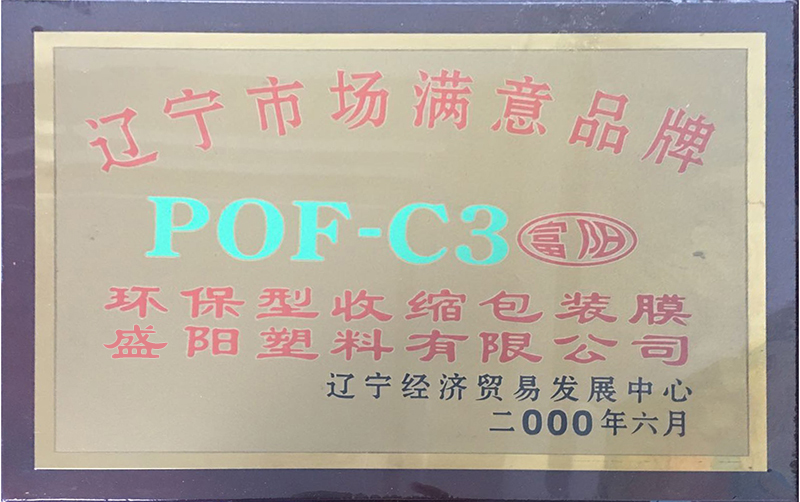 辽宁市场满意品牌
POF-C3 富阳
环保型收缩包装膜
盛阳塑料有限公司
辽宁经济贸易发展中心
二000年六月